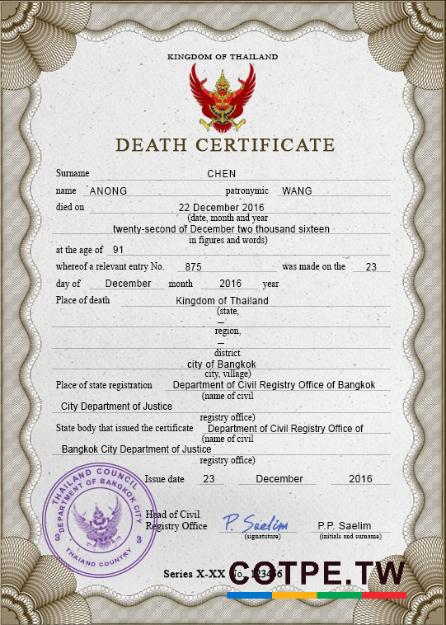 KINGDOM OF THAILAND
DEATH CERTIFICATE
Surname CHEN
name ANONG patronymic WANG
died on 22 December 2016
(date, month and year
twenty-second of December two thousand sixteen
in figures and words)
at the age of 91
whereof a relevant entry No. 875 was made on the 23
day of December month 2016 year
Place of death Kingdom of Thailand
(state,
—
region,
—
district
city of Bangkok
city, village)
Place of state registration Department of Civil Registry Office of Bangkok
(name of civil
City Department of Justice
registry office)
State body that issued the certificate Department of Civil Registry Office of
(name of civil
Bangkok City Department of Justice
registry office)
Issue date 23 December 2016
THAILAND COUNCIL
DEPARTMENT OF BANGKOK CITY
3 3
THAIAND COUNTRY
Head of Civil
Registry Office P. Saelim P.P. Saelim
(signature) (initials and surname)
Series X-XX
COTPE.TW